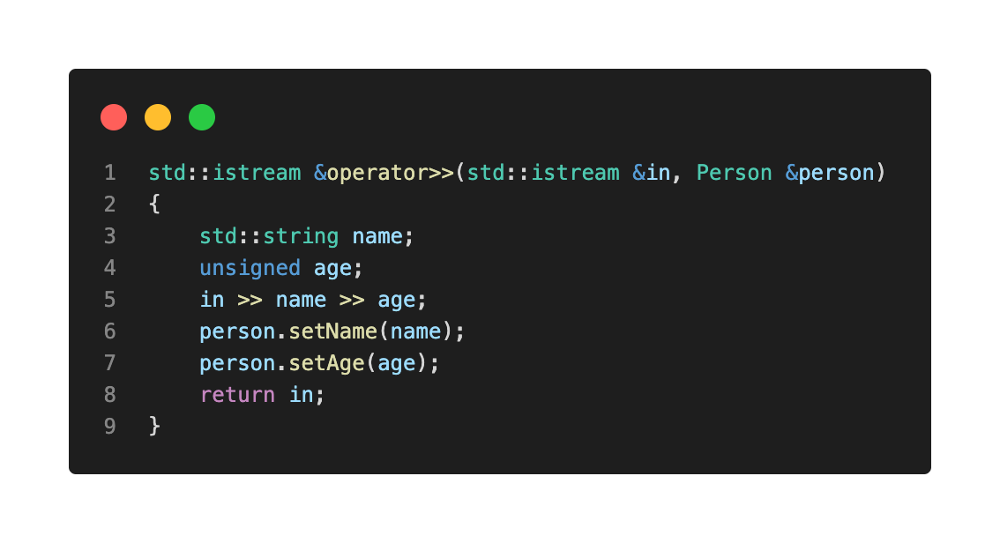 1 std::istream &operator>>(std::istream &in, Person &person)
2 {
3     std::string name;
4     unsigned age;
5     in >> name >> age;
6     person.setName(name);
7     person.setAge(age);
8     return in;
9 }